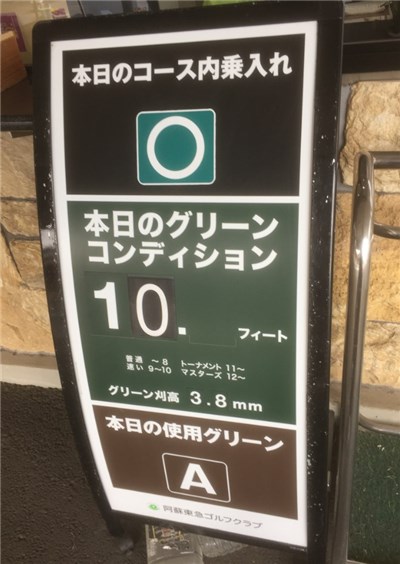 本日のコース内乗入れ
○
本日のグリーン
コンディション
10. フィート
普通 ～8 トーナメント 11～
速い 9～10 マスターズ 12～
グリーン刈高 3.8mm
本日の使用グリーン
A
阿蘇東急ゴルフクラブ